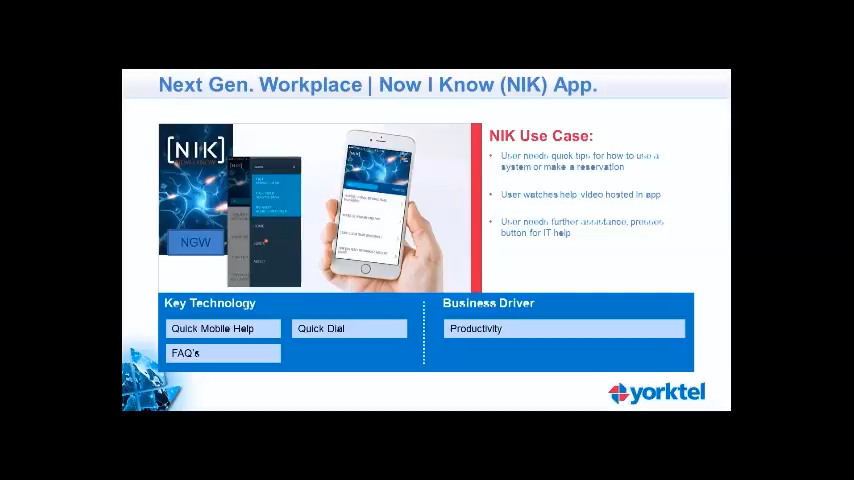 Next Gen. Workplace | Now I Know (NIK) App.
[NIK]
NOW I KNOW
NGW
NIK Use Case:
• User needs quick tips for how to use a
system or make a reservation
• User watches help video hosted in app
• User needs further assistance, presses
button for IT help
Key Technology
Quick Mobile Help
Quick Dial
FAQ's
Business Driver
Productivity
yorktel